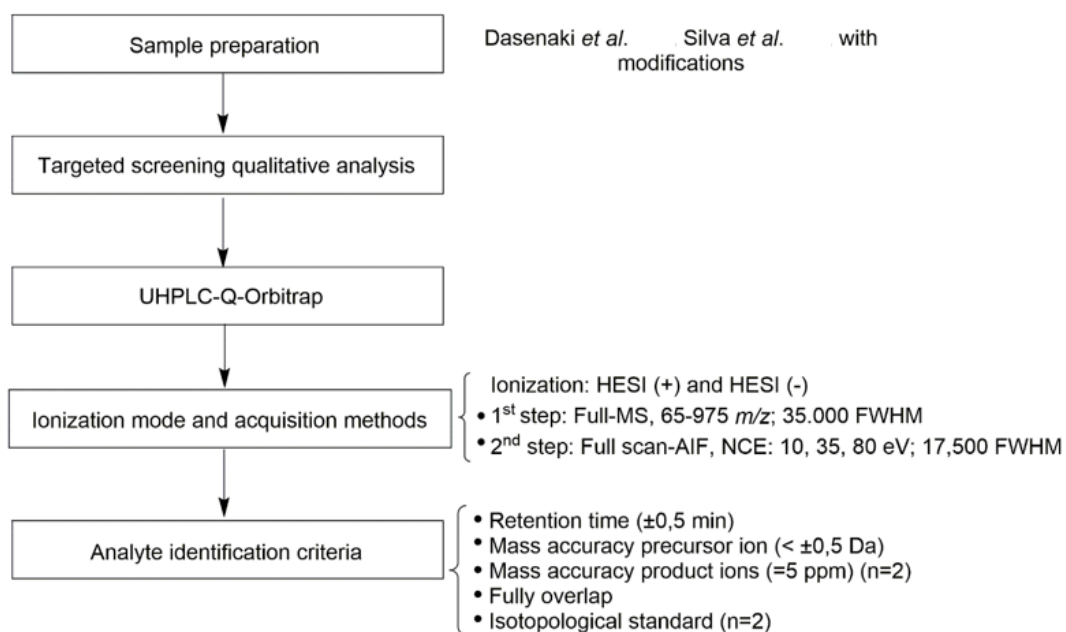 Sample preparation
Dasenaki et al. Silva et al. with
modifications
Targeted screening qualitative analysis
UHPLC-Q-Orbitrap
Ionization mode and acquisition methods
Ionization: HESI (+) and HESI (-)
• 1st step: Full-MS, 65-975 m/z; 35.000 FWHM
• 2nd step: Full scan-AIF, NCE: 10, 35, 80 eV; 17,500 FWHM
Analyte identification criteria
• Retention time (±0,5 min)
• Mass accuracy precursor ion (< ±0,5 Da)
• Mass accuracy product ions (=5 ppm) (n=2)
• Fully overlap
• Isotopological standard (n=2)